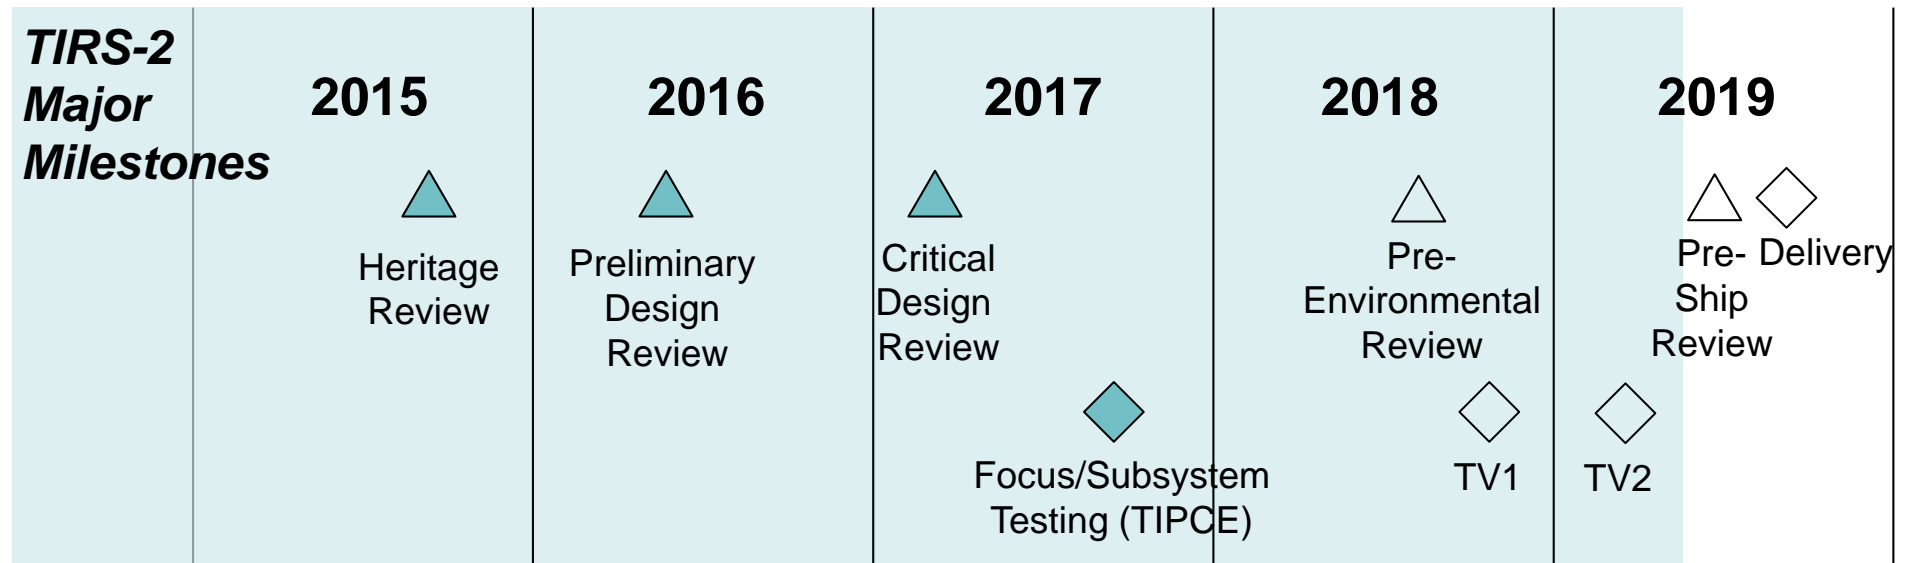 TIRS-2
Major
Milestones
2015
2016
2017
2018
2019
Heritage
Review
Preliminary
Design
Review
Critical
Design
Review
Pre-
Environmental
Review
Pre-
Ship
Review
Delivery
Focus/Subsystem
Testing (TIPCE)
TV1
TV2